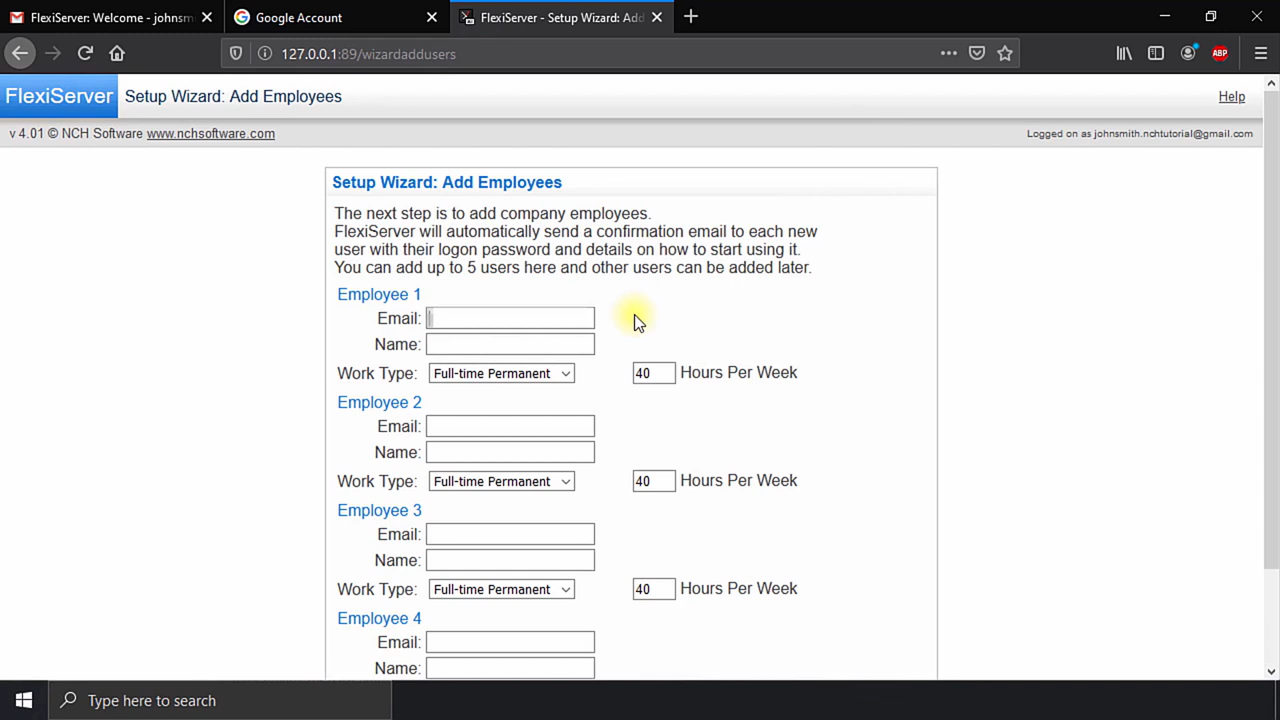 FlexiServer: Welcome - johnsm
Google Account
FlexiServer - Setup Wizard: Add
127.0.0.1:89/wizardaddusers
ABP
FlexiServer
Setup Wizard: Add Employees
Help
v 4.01 © NCH Software www.nchsoftware.com
Logged on as johnsmith.nchtutorial@gmail.com
Setup Wizard: Add Employees
The next step is to add company employees.
FlexiServer will automatically send a confirmation email to each new
user with their logon password and details on how to start using it.
You can add up to 5 users here and other users can be added later.
Employee 1
Email:
Name:
Work Type: Full-time Permanent 40 Hours Per Week
Employee 2
Email:
Name:
Work Type: Full-time Permanent 40 Hours Per Week
Employee 3
Email:
Name:
Work Type: Full-time Permanent 40 Hours Per Week
Employee 4
Email:
Name:
Type here to search